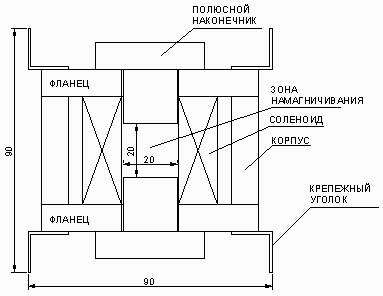 ПОЛЮСНОЙ
НАКОНЕЧНИК
ФЛАНЕЦ
ЗОНА
НАМАГНИЧИВАНИЯ
СОЛЕНОИД
КОРПУС
90
20
20
КРЕПЕЖНЫЙ
УГОЛОК
ФЛАНЕЦ
90